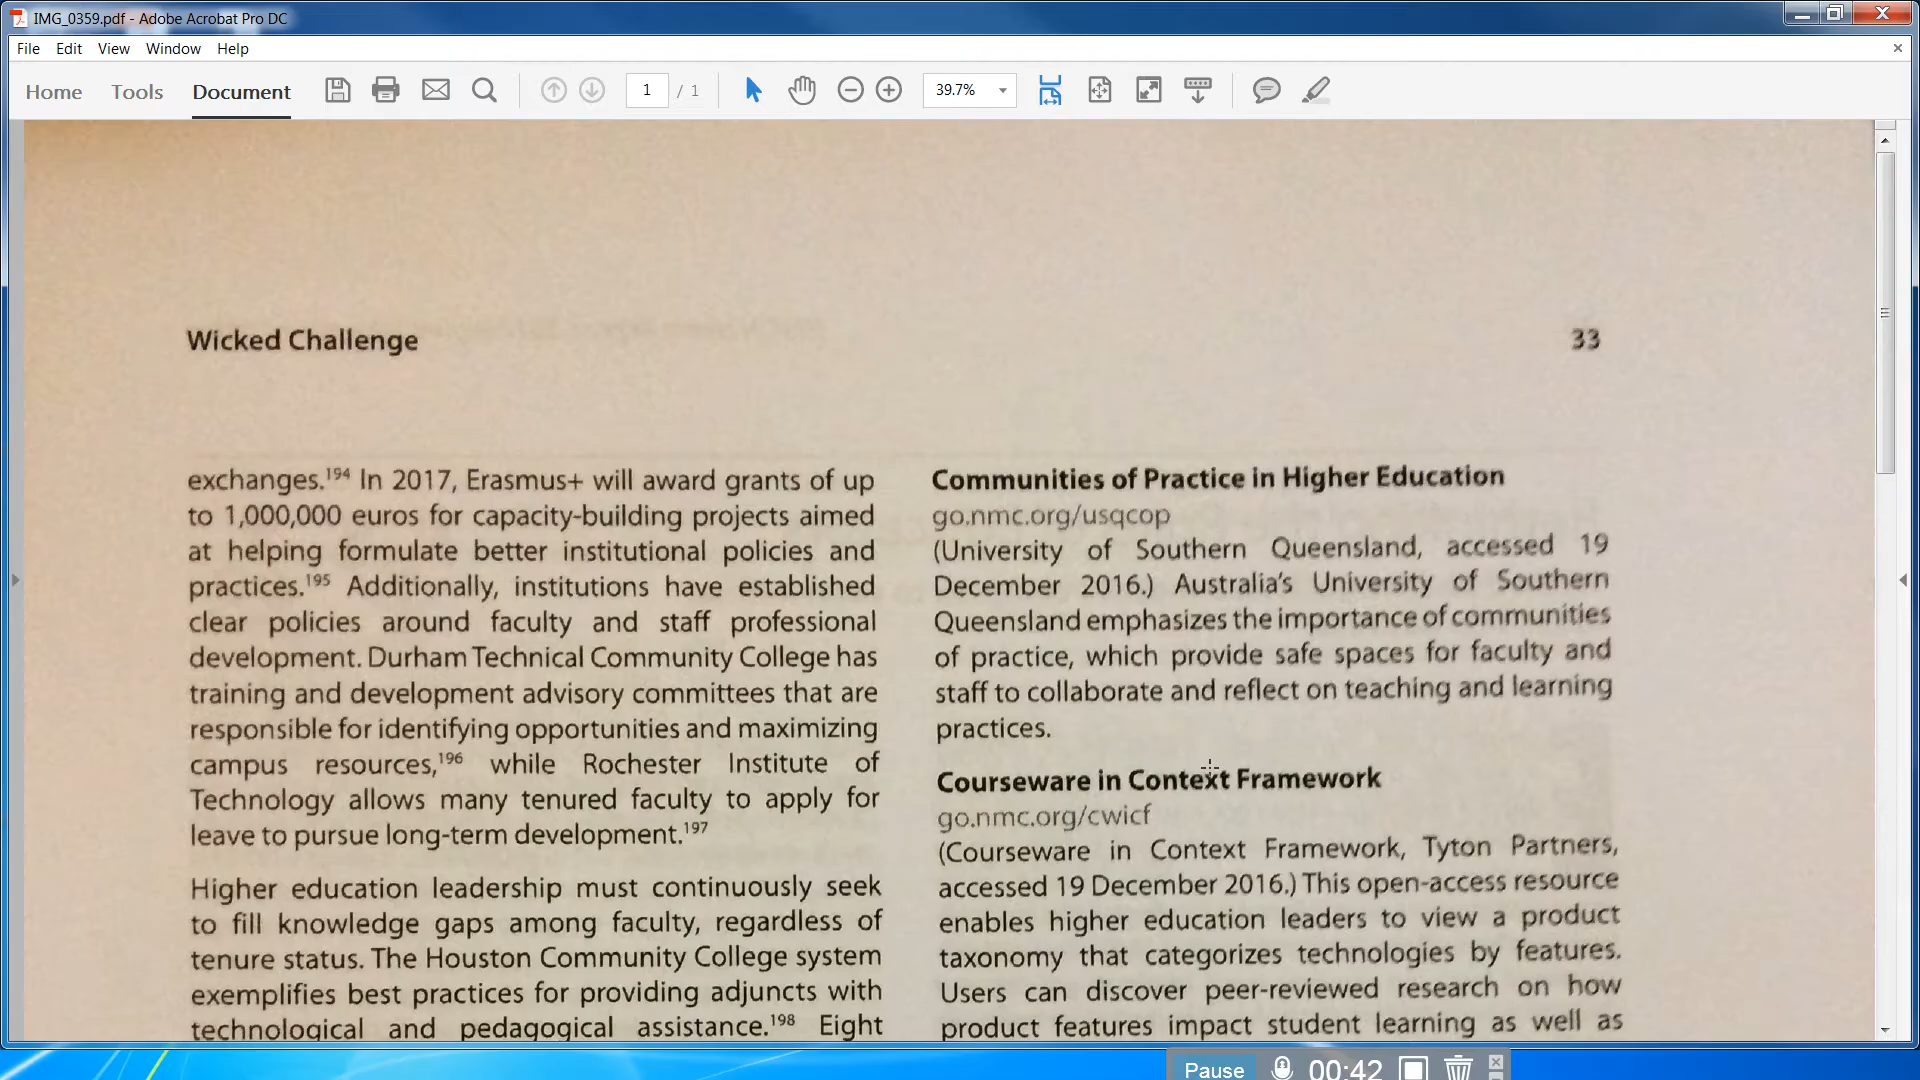 IMG_0359.pdf - Adobe Acrobat Pro DC
File Edit View Window Help
Home Tools Document 1 / 1 39.7%
Wicked Challenge 33
exchanges.194 In 2017, Erasmus+ will award grants of up
to 1,000,000 euros for capacity-building projects aimed
at helping formulate better institutional policies and
practices.195 Additionally, institutions have established
clear policies around faculty and staff professional
development. Durham Technical Community College has
training and development advisory committees that are
responsible for identifying opportunities and maximizing
campus resources,196 while Rochester Institute of
Technology allows many tenured faculty to apply for
leave to pursue long-term development.197
Higher education leadership must continuously seek
to fill knowledge gaps among faculty, regardless of
tenure status. The Houston Community College system
exemplifies best practices for providing adjuncts with
technological and pedagogical assistance.198 Eight
Communities of Practice in Higher Education
go.nmc.org/usqcop
(University of Southern Queensland, accessed 19
December 2016.) Australia's University of Southern
Queensland emphasizes the importance of communities
of practice, which provide safe spaces for faculty and
staff to collaborate and reflect on teaching and learning
practices.
Courseware in Context Framework
go.nmc.org/cwicf
(Courseware in Context Framework, Tyton Partners,
accessed 19 December 2016.) This open-access resource
enables higher education leaders to view a product
taxonomy that categorizes technologies by features.
Users can discover peer-reviewed research on how
product features impact student learning as well as
Pause 00:42